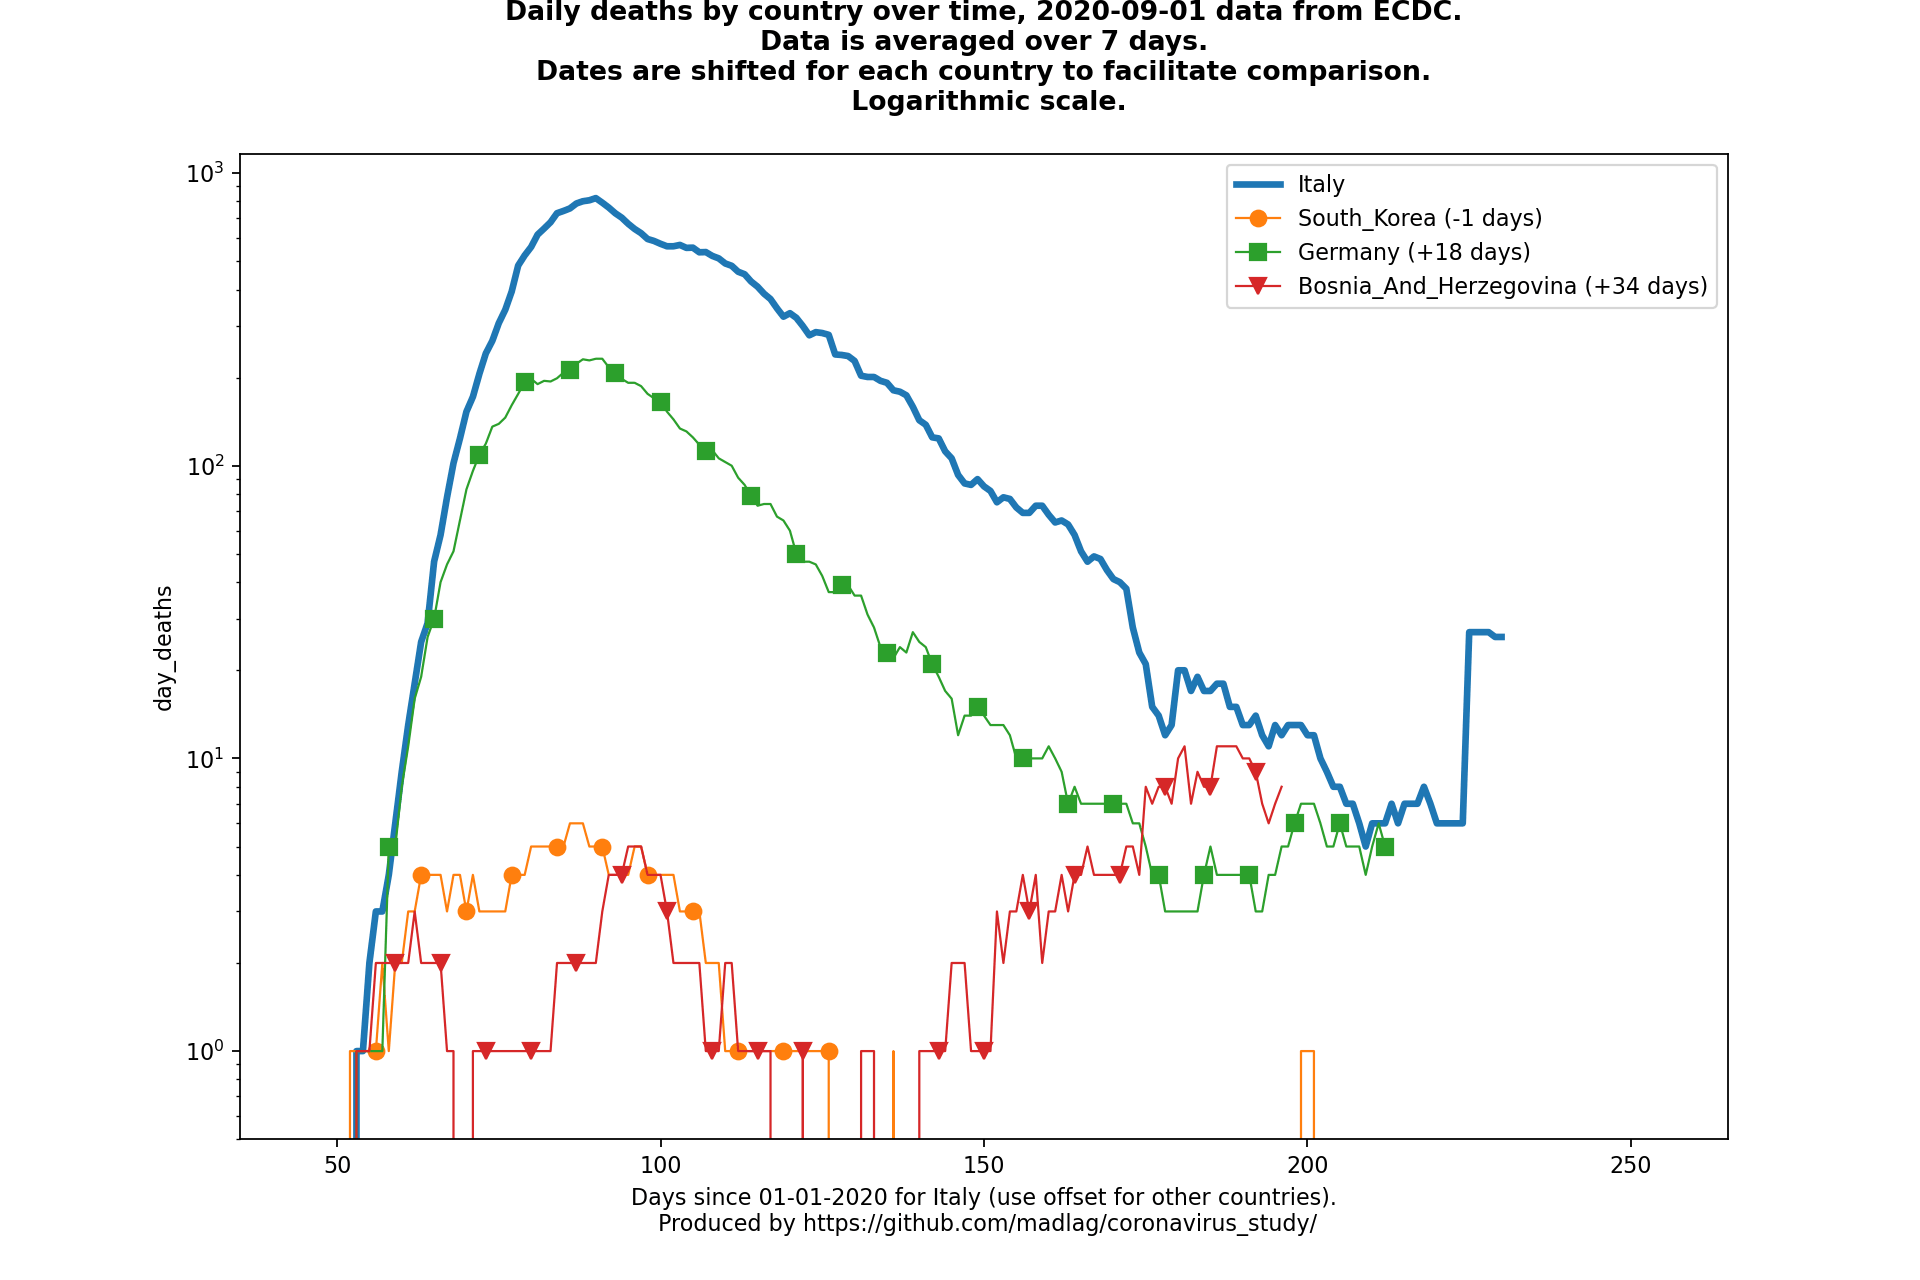 Daily deaths by country over time, 2020-09-01 data from ECDC.
Data is averaged over 7 days.
Dates are shifted for each country to facilitate comparison.
Logarithmic scale.
10³
10²
10¹
10⁰
day_deaths
Italy
South_Korea (-1 days)
Germany (+18 days)
Bosnia_And_Herzegovina (+34 days)
50 100 150 200 250
Days since 01-01-2020 for Italy (use offset for other countries).
Produced by https://github.com/madlag/coronavirus_study/